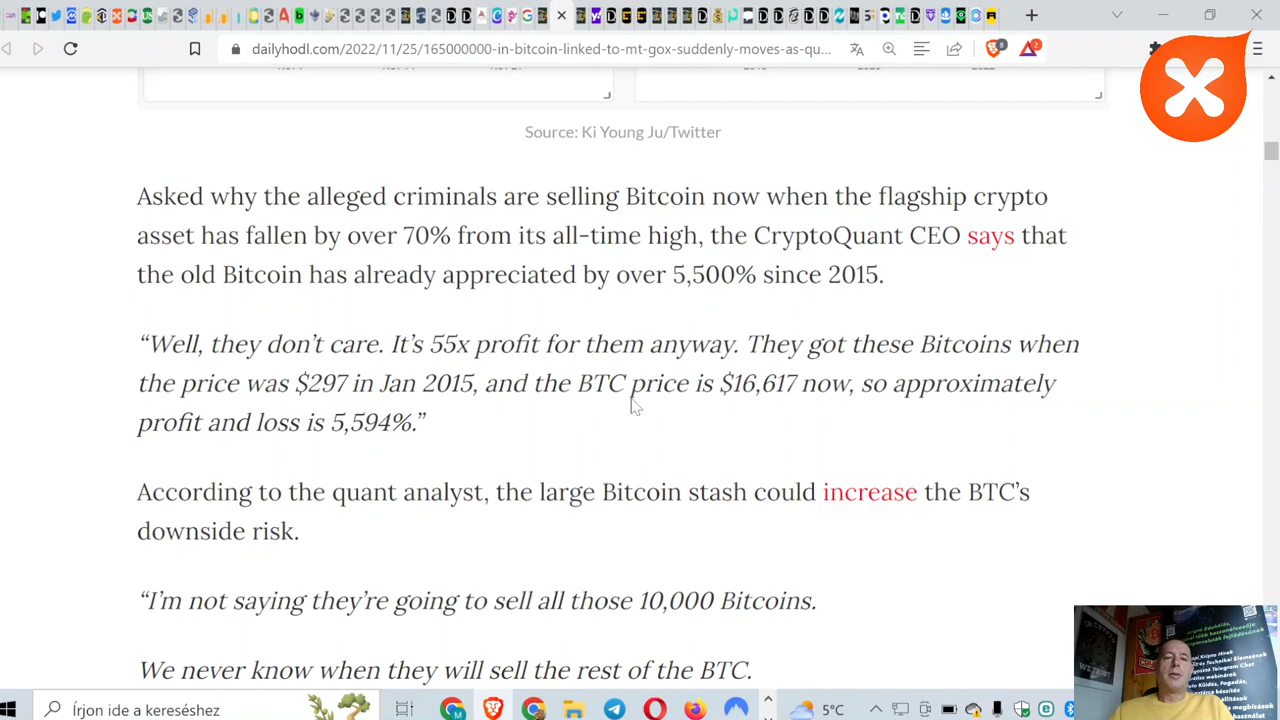 dailyhodl.com/2022/11/25/165000000-in-bitcoin-linked-to-mt-gox-suddenly-moves-as-qu...
Source: Ki Young Ju/Twitter
Asked why the alleged criminals are selling Bitcoin now when the flagship crypto
asset has fallen by over 70% from its all-time high, the CryptoQuant CEO says that
the old Bitcoin has already appreciated by over 5,500% since 2015.
“Well, they don’t care. It’s 55x profit for them anyway. They got these Bitcoins when
the price was $297 in Jan 2015, and the BTC price is $16,617 now, so approximately
profit and loss is 5,594%.”
According to the quant analyst, the large Bitcoin stash could increase the BTC’s
downside risk.
“I’m not saying they’re going to sell all those 10,000 Bitcoins.
We never know when they will sell the rest of the BTC.
Írjon ide a kereséshez
5°C